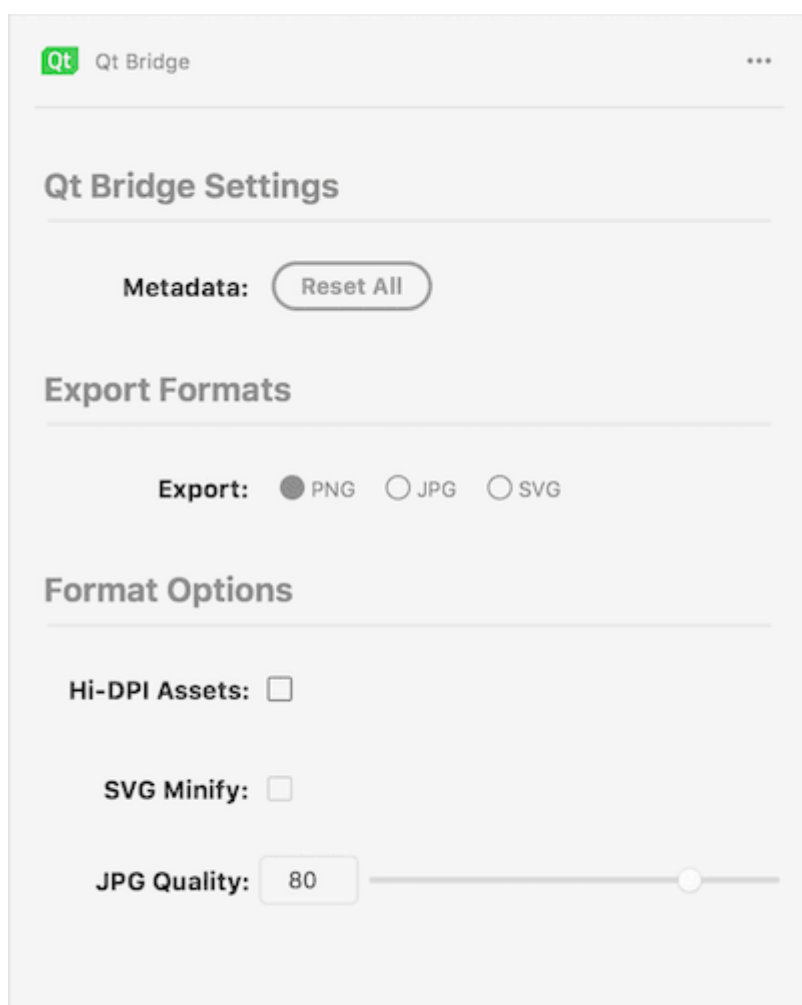 Qt Qt Bridge
Qt Bridge Settings
Metadata: Reset All
Export Formats
Export: PNG JPG SVG
Format Options
Hi-DPI Assets:
SVG Minify:
JPG Quality: 80